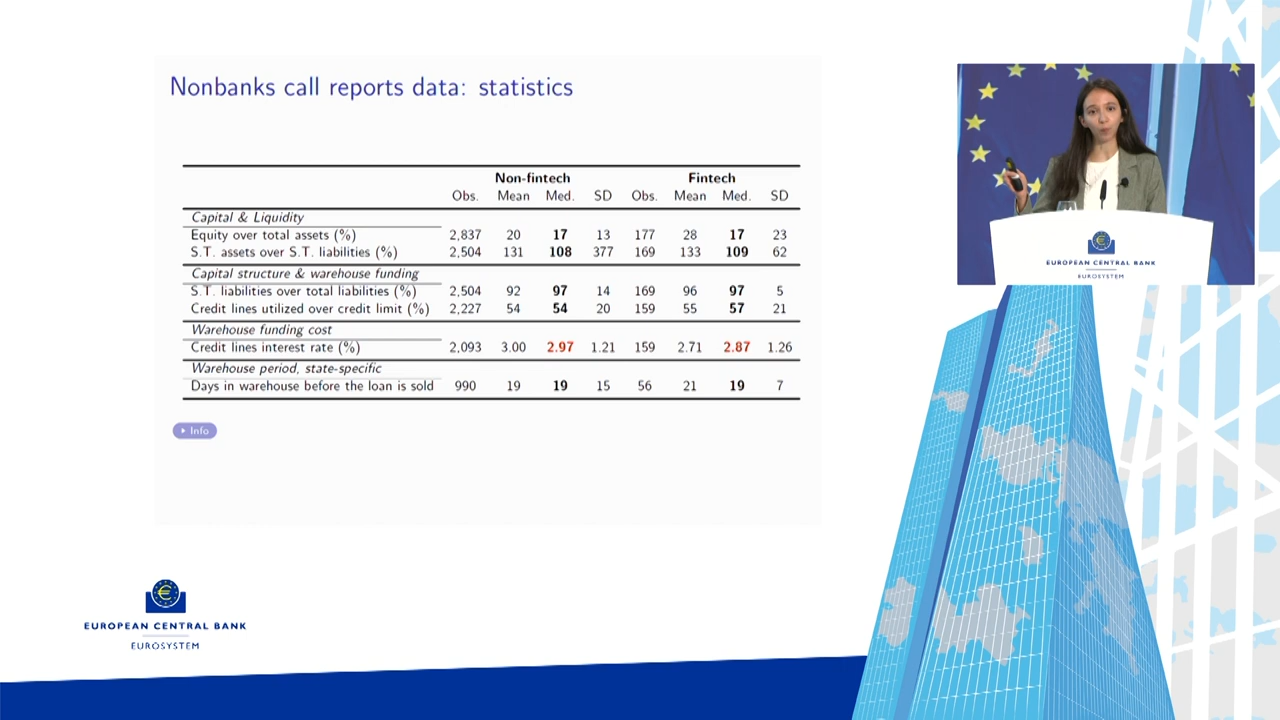 Nonbanks call reports data: statistics
Non-fintech Fintech
Obs. Mean Med. SD Obs. Mean Med. SD
Capital & Liquidity
Equity over total assets (%) 2,837 20 17 13 177 28 17 23
S.T. assets over S.T. liabilities (%) 2,504 131 108 377 169 133 109 62
Capital structure & warehouse funding
S.T. liabilities over total liabilities (%) 2,504 92 97 14 169 96 97 5
Credit lines utilized over credit limit (%) 2,227 54 54 20 159 55 57 21
Warehouse funding cost
Credit lines interest rate (%) 2,093 3.00 2.97 1.21 159 2.71 2.87 1.26
Warehouse period, state-specific
Days in warehouse before the loan is sold 990 19 19 15 56 21 19 7
Info
EUROPEAN CENTRAL BANK
EUROSYSTEM
EUROPEAN CENTRAL BANK
EUROSYSTEM